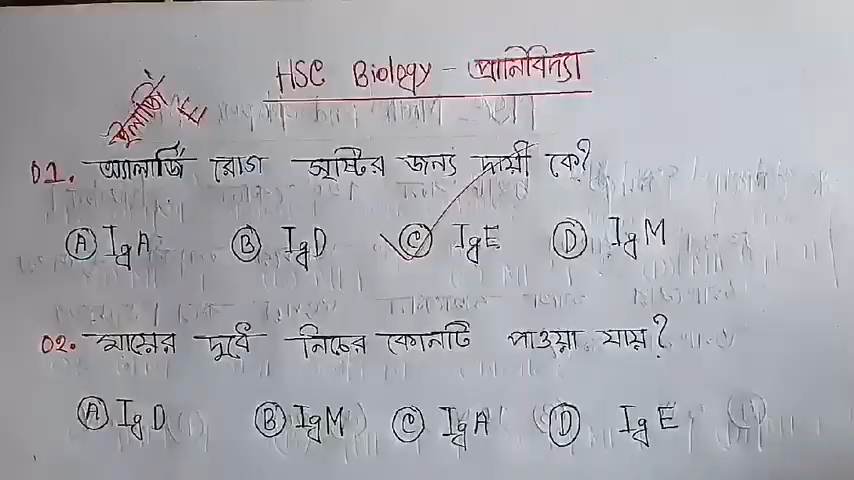 HSC Biology - প্রানিবিদ্যা
E
01. অ্যালার্জি রোগ সৃষ্টির জন্য দায়ী কে?
Ⓐ IgA Ⓑ IgD Ⓒ IgE Ⓓ IgM
02. মায়ের দুধে নিচের কোনটি পাওয়া যায়?
Ⓐ IgD Ⓑ IgM Ⓒ IgA Ⓓ IgE